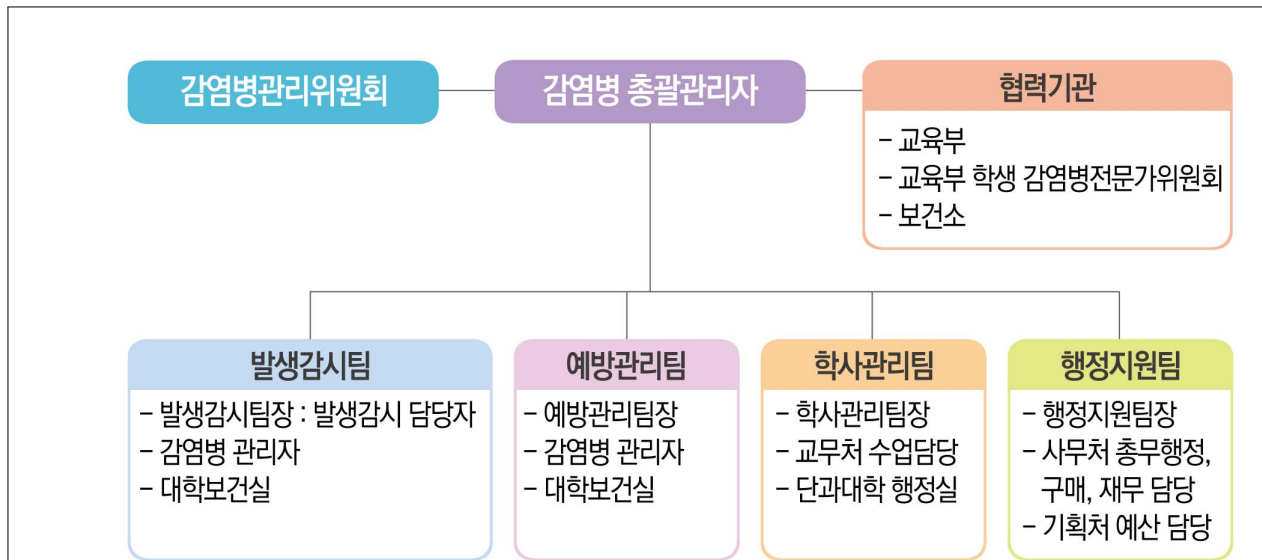 감염병관리위원회
감염병 총괄관리자
협력기관
- 교육부
- 교육부 학생 감염병전문가위원회
- 보건소
발생감시팀
- 발생감시팀장 : 발생감시 담당자
- 감염병 관리자
- 대학보건실
예방관리팀
- 예방관리팀장
- 감염병 관리자
- 대학보건실
학사관리팀
- 학사관리팀장
- 교무처 수업담당
- 단과대학 행정실
행정지원팀
- 행정지원팀장
- 사무처 총무행정,
구매, 재무 담당
- 기획처 예산 담당